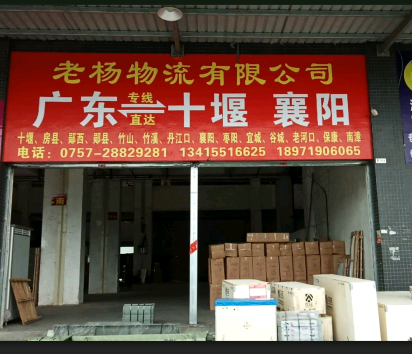 老杨物流有限公司
广东 专线 直达 十堰 襄阳
十堰、房县、郧西、郧县、竹山、竹溪、丹江口、襄阳、枣阳、宜城、谷城、老河口、保康、南漳
电话：0757-28829281 13415516625 18971906065